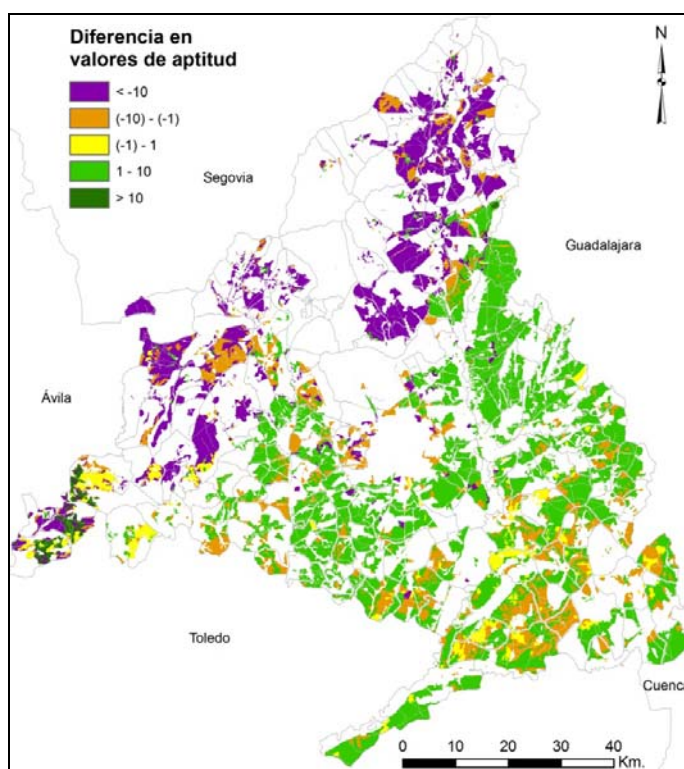 Diferencia en
valores de aptitud
< -10
(-10) - (-1)
(-1) - 1
1 - 10
> 10
N
Segovia
Guadalajara
Ávila
Toledo
Cuenc
0 10 20 30 40
Km.